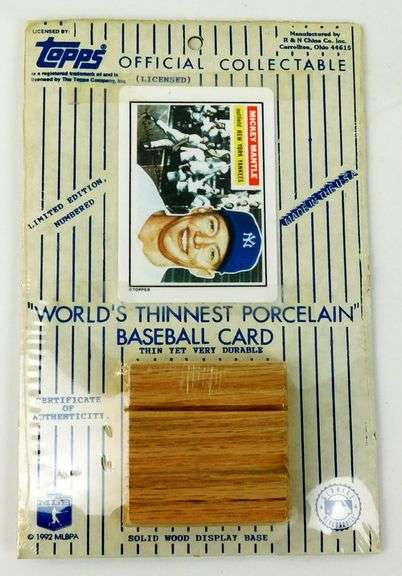 LICENSED BY:
TOPPS®
is a registered trademark of and is
licensed by The Topps Company, Inc.
OFFICIAL COLLECTABLE
(LICENSED)
Manufactured by
R & N China Co. Inc.
Carrollton, Ohio 44615
MICKEY MANTLE
outfield NEW YORK YANKEES
NY
©TOPPS
LIMITED EDITION,
NUMBERED
MADE IN THE U.S.A.
"WORLD'S THINNEST PORCELAIN"
BASEBALL CARD
THIN YET VERY DURABLE
CERTIFICATE
OF
AUTHENTICITY
© 1992 MLBPA
SOLID WOOD DISPLAY BASE